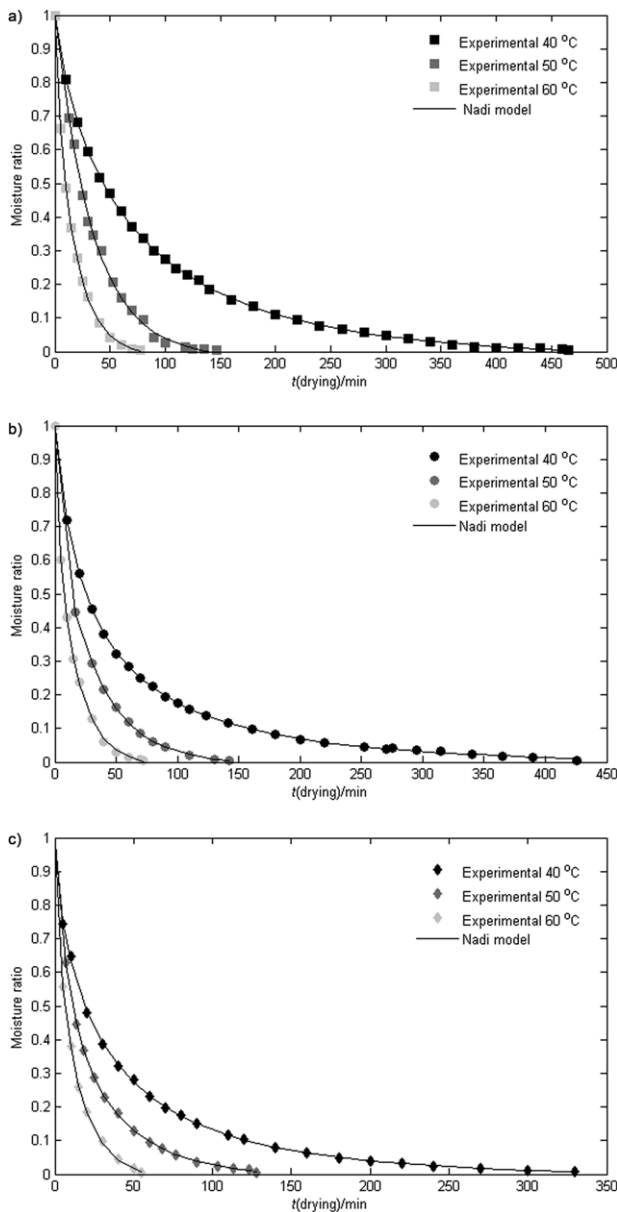 a)
1
0.9
0.8
0.7
0.6
0.5
0.4
0.3
0.2
0.1
0
Moisture ratio
Experimental 40 °C
Experimental 50 °C
Experimental 60 °C
Nadi model
0 50 100 150 200 250 300 350 400 450 500
t(drying)/min
b)
1
0.9
0.8
0.7
0.6
0.5
0.4
0.3
0.2
0.1
0
Moisture ratio
Experimental 40 °C
Experimental 50 °C
Experimental 60 °C
Nadi model
0 50 100 150 200 250 300 350 400 450
t(drying)/min
c)
1
0.9
0.8
0.7
0.6
0.5
0.4
0.3
0.2
0.1
0
Moisture ratio
Experimental 40 °C
Experimental 50 °C
Experimental 60 °C
Nadi model
0 50 100 150 200 250 300 350
t(drying)/min